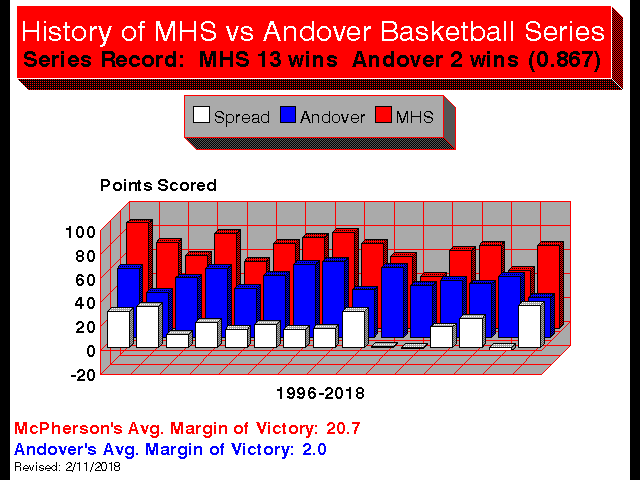 History of MHS vs Andover Basketball Series
Series Record: MHS 13 wins Andover 2 wins (0.867)
Spread Andover MHS
Points Scored
100
80
60
40
20
0
-20
1996-2018
McPherson's Avg. Margin of Victory: 20.7
Andover's Avg. Margin of Victory: 2.0
Revised: 2/11/2018